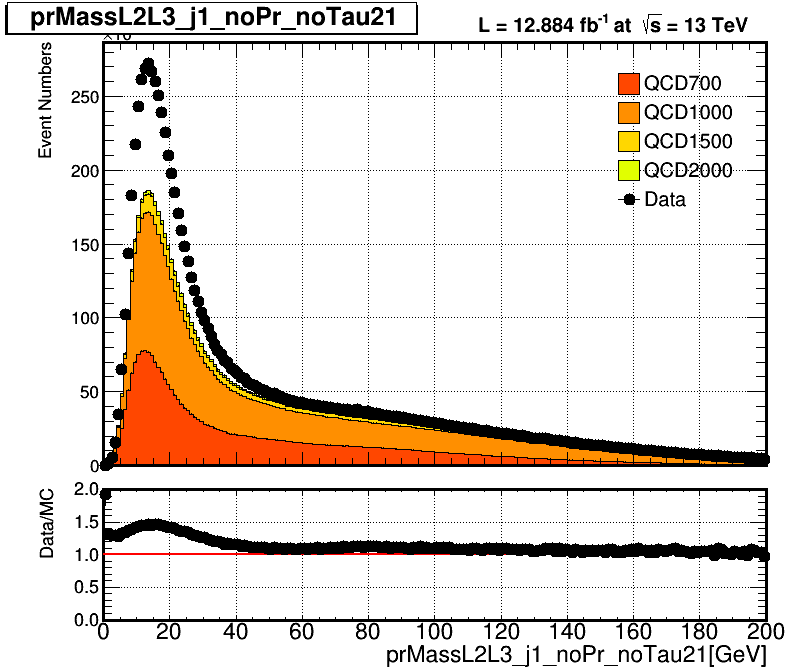 prMassL2L3_j1_noPr_noTau21
L = 12.884 fb⁻¹ at √s = 13 TeV
Event Numbers
250
200
150
100
50
0
QCD700
QCD1000
QCD1500
QCD2000
Data
Data/MC
2.0
1.5
1.0
0.5
0.0
0 20 40 60 80 100 120 140 160 180 200
prMassL2L3_j1_noPr_noTau21[GeV]